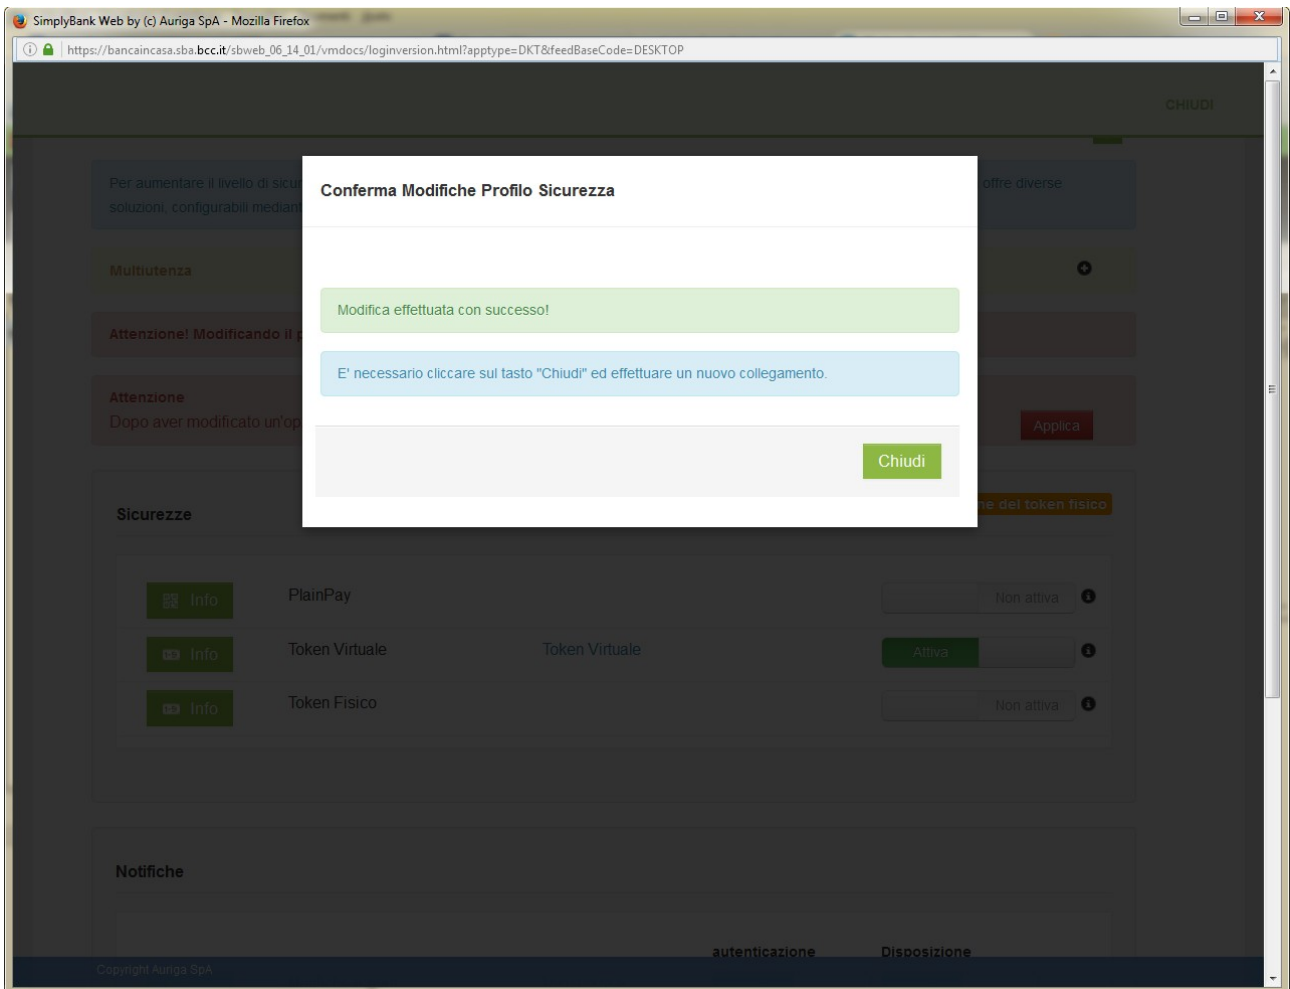 SimplyBank Web by (c) Auriga SpA - Mozilla Firefox
https://bancaincasa.sba.bcc.it/sbweb_06_14_01/vmdocs/loginversion.html?apptype=DKT&feedBaseCode=DESKTOP
CHIUDI
Per aumentare il livello di sicur
offre diverse
soluzioni, configurabili mediant
Conferma Modifiche Profilo Sicurezza
Multiutenza
Modifica effettuata con successo!
Attenzione! Modificando il p
E' necessario cliccare sul tasto "Chiudi" ed effettuare un nuovo collegamento.
Attenzione
Dopo aver modificato un'op
Applica
Chiudi
Sicurezze
ne del token fisico
Info PlainPay Non attiva
Info Token Virtuale Token Virtuale Attiva
Info Token Fisico Non attiva
Notifiche
autenticazione Disposizione
Copyright Auriga SpA